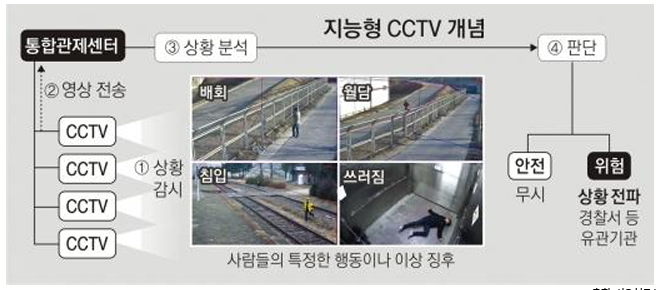 지능형 CCTV 개념
통합관제센터
③ 상황 분석
④ 판단
② 영상 전송
CCTV
CCTV
CCTV
CCTV
① 상황
감시
배회
월담
침입
쓰러짐
사람들의 특정한 행동이나 이상 징후
안전
무시
위험
상황 전파
경찰서 등
유관기관